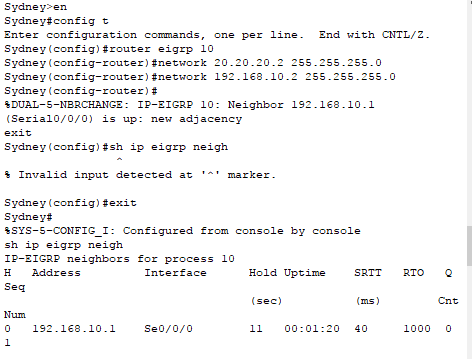 Sydney>en
Sydney#config t
Enter configuration commands, one per line.  End with CNTL/Z.
Sydney(config)#router eigrp 10
Sydney(config-router)#network 20.20.20.2 255.255.255.0
Sydney(config-router)#network 192.168.10.2 255.255.255.0
Sydney(config-router)#
%DUAL-5-NBRCHANGE: IP-EIGRP 10: Neighbor 192.168.10.1
(Serial0/0/0) is up: new adjacency
exit
Sydney(config)#sh ip eigrp neigh
^
% Invalid input detected at '^' marker.
Sydney(config)#exit
Sydney#
%SYS-5-CONFIG_I: Configured from console by console
sh ip eigrp neigh
IP-EIGRP neighbors for process 10
H   Address         Interface      Hold Uptime    SRTT   RTO   Q
Seq
(sec)          (ms)        Cnt
Num
0   192.168.10.1    Se0/0/0        11   00:01:20  40     1000  0
1